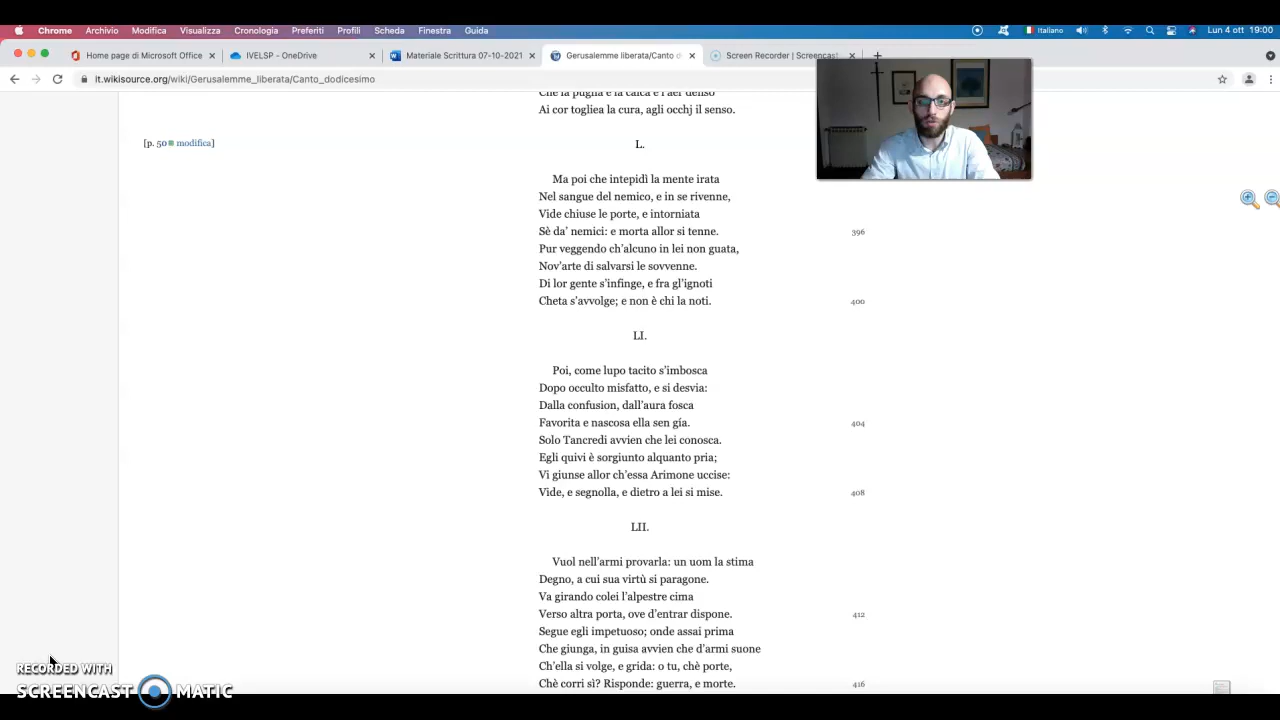 Chrome Archivio Modifica Visualizza Cronologia Preferiti Profili Scheda Finestra Guida Italiano Lun 4 ott 19:00
Home page di Microsoft Office IVELSP - OneDrive Materiale Scrittura 07-10-2021 Gerusalemme liberata/Canto d Screen Recorder | Screencast
it.wikisource.org/wiki/Gerusalemme_liberata/Canto_dodicesimo
Che la pugna e la calca e l'aer denso
Ai cor togliea la cura, agli occhj il senso.
[p. 50 modifica]
L.
Ma poi che intepidì la mente irata
Nel sangue del nemico, e in se rivenne,
Vide chiuse le porte, e intorniata
Sè da' nemici: e morta allor si tenne. 396
Pur veggendo ch'alcuno in lei non guata,
Nov'arte di salvarsi le sovvenne.
Di lor gente s'infinge, e fra gl'ignoti
Cheta s'avvolge; e non è chi la noti. 400
LI.
Poi, come lupo tacito s'imbosca
Dopo occulto misfatto, e si desvia:
Dalla confusion, dall'aura fosca
Favorita e nascosa ella sen gía. 404
Solo Tancredi avvien che lei conosca.
Egli quivi è sorgiunto alquanto pria;
Vi giunse allor ch'essa Arimone uccise:
Vide, e segnolla, e dietro a lei si mise. 408
LII.
Vuol nell'armi provarla: un uom la stima
Degno, a cui sua virtù si paragone.
Va girando colei l'alpestre cima
Verso altra porta, ove d'entrar dispone. 412
Segue egli impetuoso; onde assai prima
Che giunga, in guisa avvien che d'armi suone
Ch'ella si volge, e grida: o tu, chè porte,
Chè corri sì? Risponde: guerra, e morte. 416
RECORDED WITH
SCREENCAST MATIC